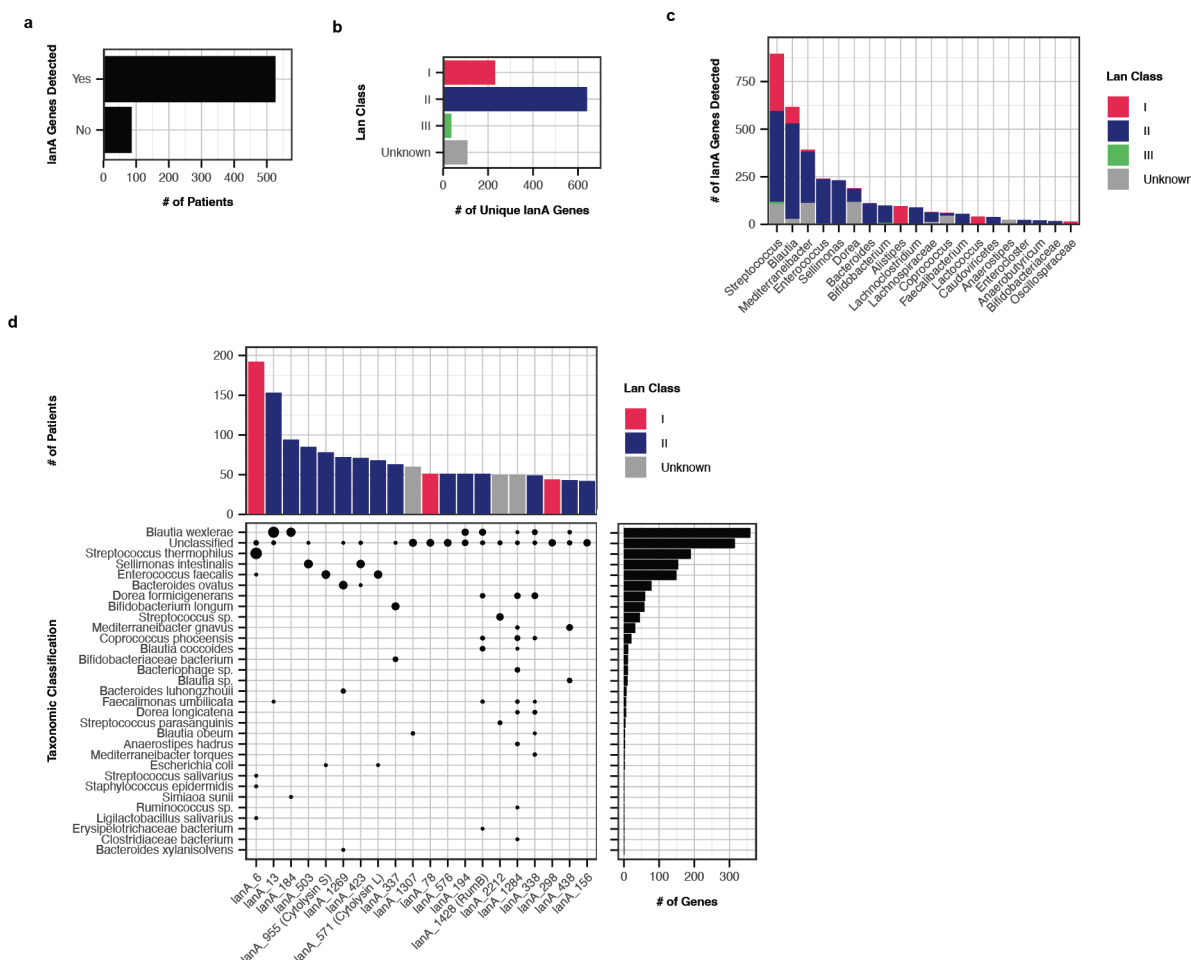 a
lanA Genes Detected
Yes
No
0 100 200 300 400 500
# of Patients
b
Lan Class
I
II
III
Unknown
0 200 400 600
# of Unique lanA Genes
c
# of lanA Genes Detected
750
500
250
0
Streptococcus
Blautia
Mediterraneibacter
Enterococcus
Sellimonas
Dorea
Bacteroides
Bifidobacterium
Alistipes
Lachnoclostridium
Lachnospiraceae
Coprococcus
Faecalibacterium
Lactococcus
Caudoviricetes
Anaerostipes
Enterocloster
Anaerobutyricum
Bifidobacteriaceae
Oscillospiraceae
Lan Class
I
II
III
Unknown
d
# of Patients
200
150
100
50
0
Lan Class
I
II
Unknown
Taxonomic Classification
Blautia wexlerae
Unclassified
Streptococcus thermophilus
Sellimonas intestinalis
Enterococcus faecalis
Bacteroides ovatus
Dorea formicigenerans
Bifidobacterium longum
Streptococcus sp.
Mediterraneibacter gnavus
Coprococcus phoceensis
Blautia coccoides
Bifidobacteriaceae bacterium
Bacteriophage sp.
Blautia sp.
Bacteroides luhongzhouii
Faecalimonas umbilicata
Dorea longicatena
Streptococcus parasanguinis
Blautia obeum
Anaerostipes hadrus
Mediterraneibacter torques
Escherichia coli
Streptococcus salivarius
Staphylococcus epidermidis
Simiaoa sunii
Ruminococcus sp.
Ligilactobacillus salivarius
Erysipelotrichaceae bacterium
Clostridiaceae bacterium
Bacteroides xylanisolvens
lanA_6
lanA_13
lanA_184
lanA_503
lanA_955 (Cytolysin S)
lanA_1269
lanA_423
lanA_571 (Cytolysin L)
lanA_337
lanA_1307
lanA_78
lanA_576
lanA_194
lanA_1428 (RumB)
lanA_2212
lanA_1284
lanA_338
lanA_298
lanA_438
lanA_156
0 100 200 300
# of Genes